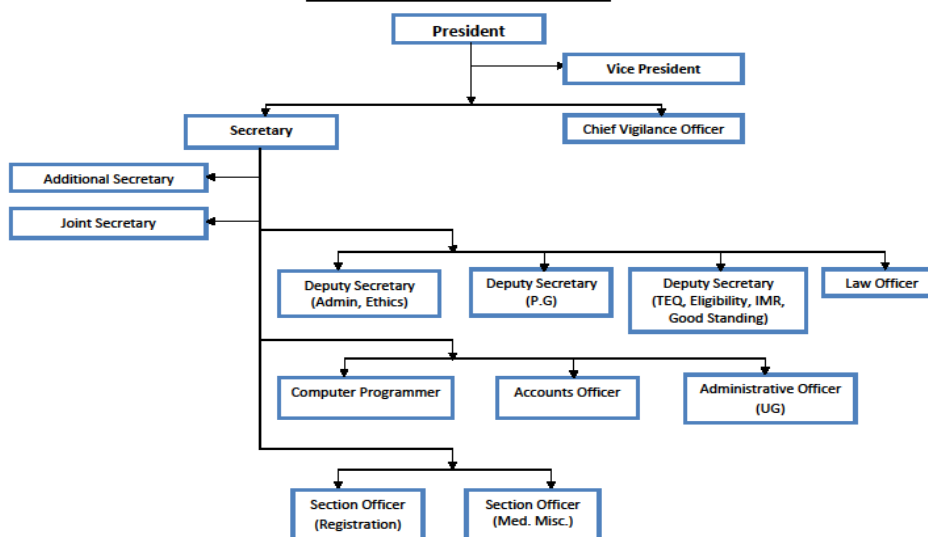 President
Vice President
Secretary
Chief Vigilance Officer
Additional Secretary
Joint Secretary
Deputy Secretary
(Admin, Ethics)
Deputy Secretary
(P.G)
Deputy Secretary
(TEQ, Eligibility, IMR,
Good Standing)
Law Officer
Computer Programmer
Accounts Officer
Administrative Officer
(UG)
Section Officer
(Registration)
Section Officer
(Med. Misc.)